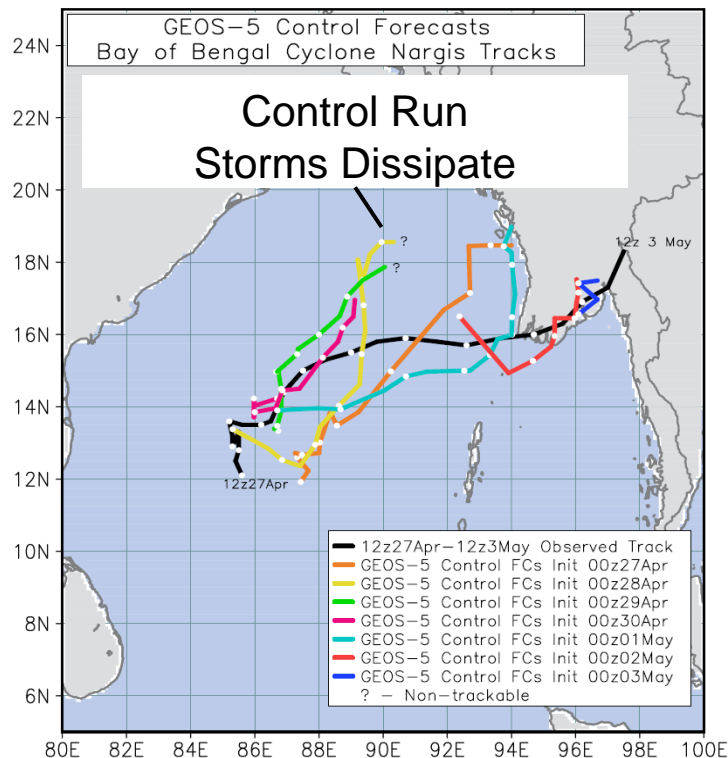 GEOS-5 Control Forecasts
Bay of Bengal Cyclone Nargis Tracks
Control Run
Storms Dissipate
24N
22N
20N
18N
16N
14N
12N
10N
8N
6N
?
?
12z 3 May
12z27Apr
12z27Apr-12z3May Observed Track
GEOS-5 Control FCs Init 00z27Apr
GEOS-5 Control FCs Init 00z28Apr
GEOS-5 Control FCs Init 00z29Apr
GEOS-5 Control FCs Init 00z30Apr
GEOS-5 Control FCs Init 00z01May
GEOS-5 Control FCs Init 00z02May
GEOS-5 Control FCs Init 00z03May
? - Non-trackable
80E 82E 84E 86E 88E 90E 92E 94E 96E 98E 100E